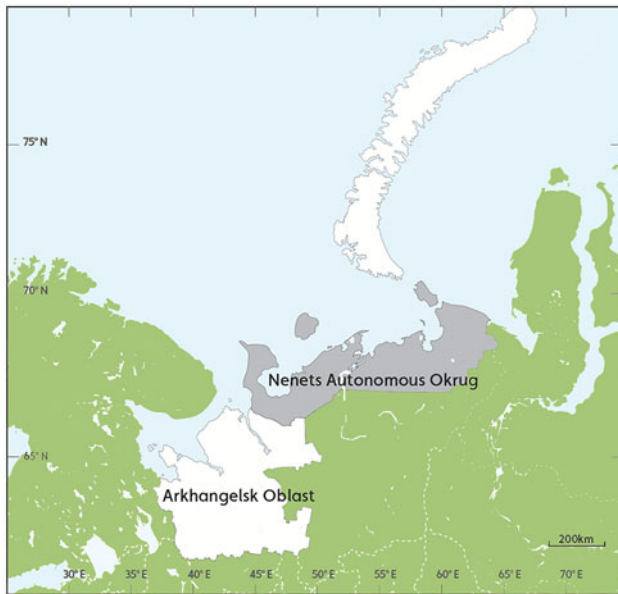 75° N
70° N
Nenets Autonomous Okrug
65° N
Arkhangelsk Oblast
200km
30° E
35° E
40° E
45° E
50° E
55° E
60° E
65° E
70° E